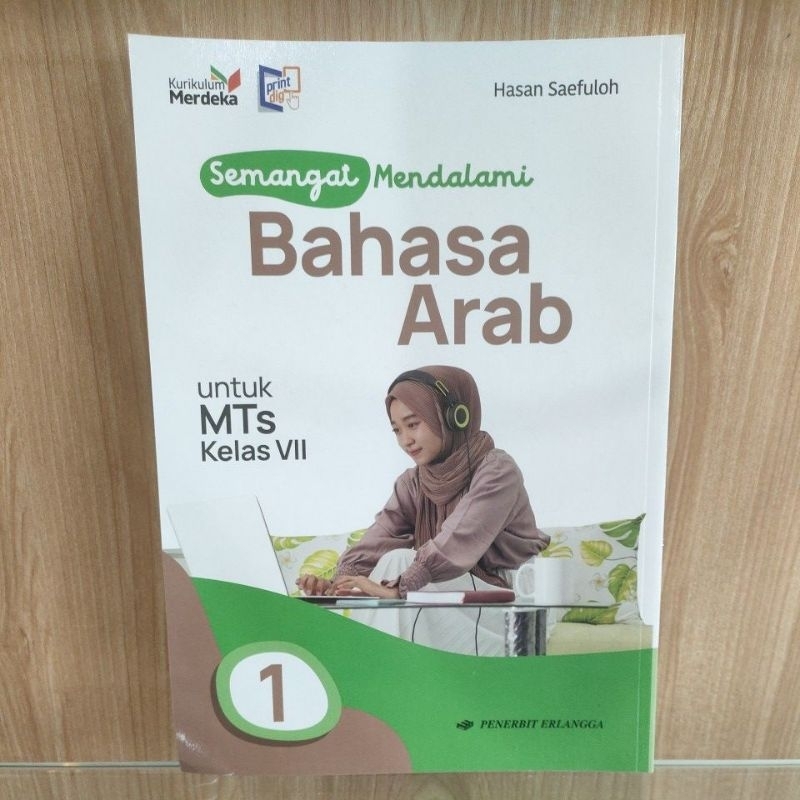 Kurikulum
Merdeka
print
dig
Hasan Saefuloh
Semangat Mendalami
Bahasa
Arab
untuk
MTs
Kelas VII
1
PENERBIT ERLANGGA